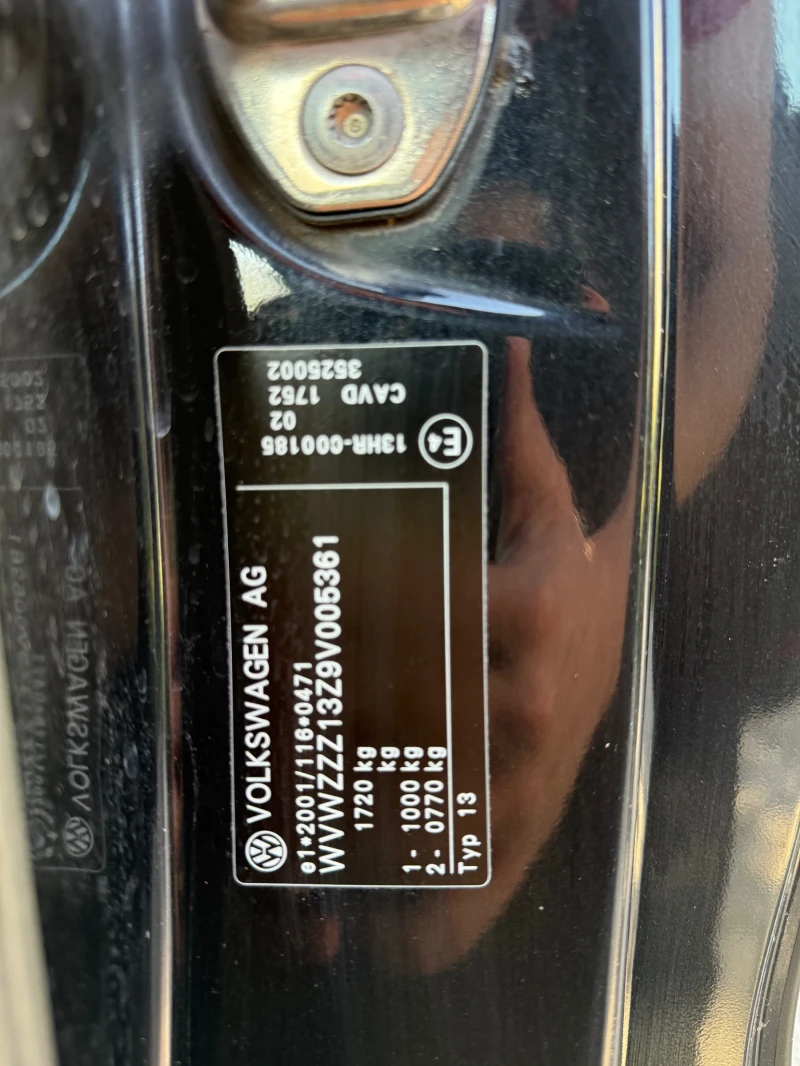 VOLKSWAGEN AG
e1*2001/116*0471
WVWZZZ13Z9V005361
1720 kg
kg
1- 1000 kg
2- 0770 kg
Typ 13
E4
13HR-000185
02
CAVD 1752
3525002